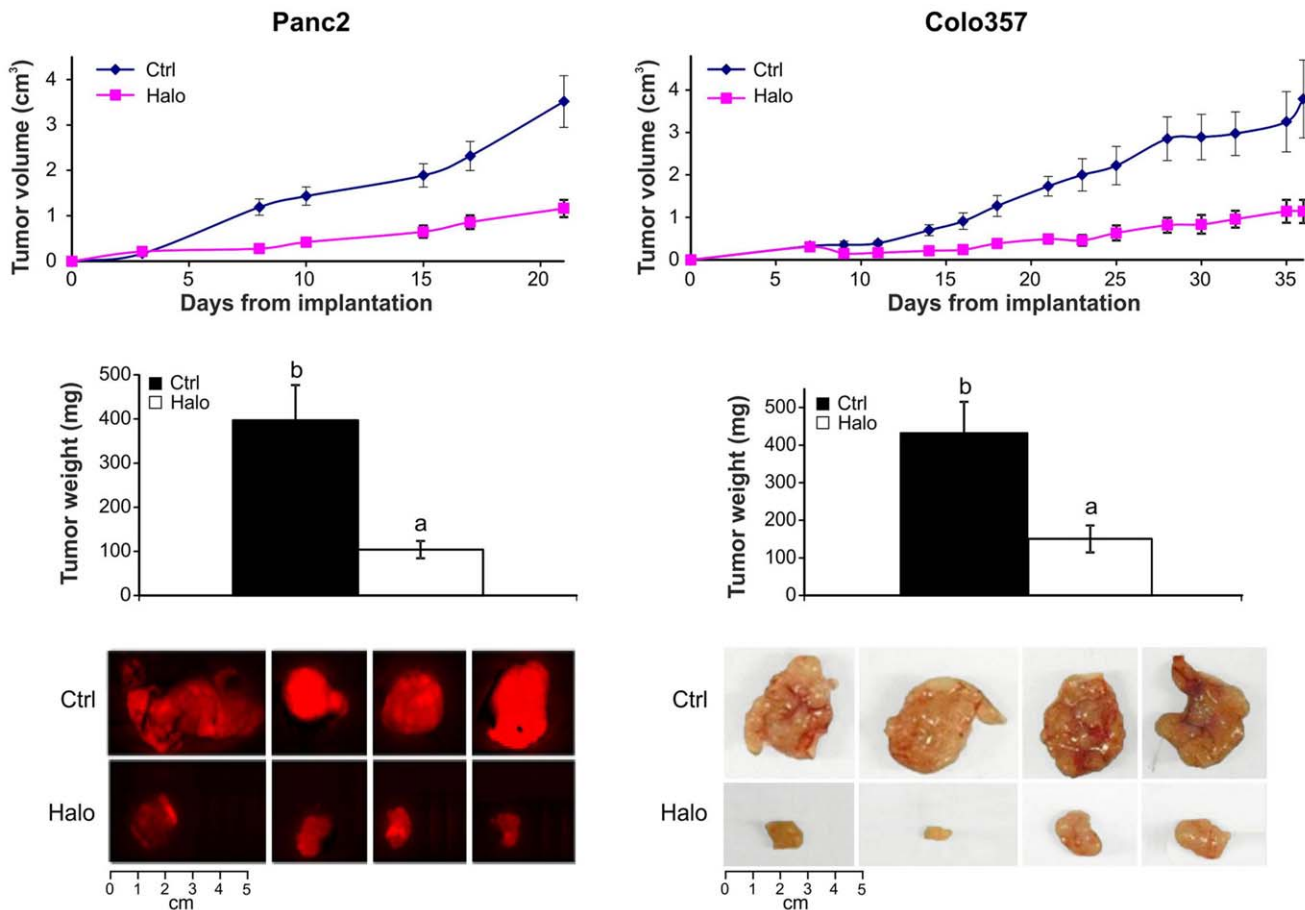 Panc2
Colo357
Tumor volume (cm³)
4
3
2
1
0
Ctrl
Halo
0 5 10 15 20
Days from implantation
Tumor volume (cm³)
4
3
2
1
0
Ctrl
Halo
0 5 10 15 20 25 30 35
Days from implantation
Tumor weight (mg)
500
400
300
200
100
0
Ctrl
Halo
b
a
Tumor weight (mg)
500
400
300
200
100
0
Ctrl
Halo
b
a
Ctrl
Halo
0 1 2 3 4 5
cm
Ctrl
Halo
0 1 2 3 4 5
cm